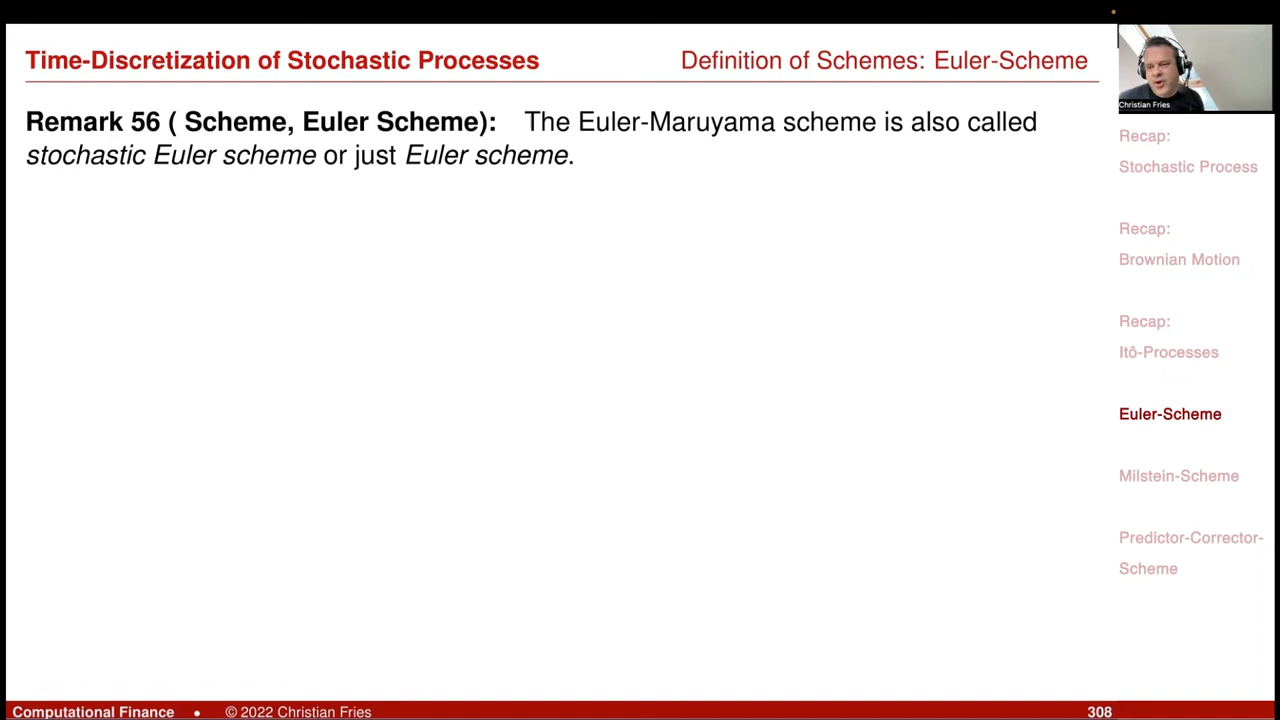 Time-Discretization of Stochastic Processes
Definition of Schemes: Euler-Scheme
Christian Fries
Remark 56 ( Scheme, Euler Scheme): The Euler-Maruyama scheme is also called
stochastic Euler scheme or just Euler scheme.
Recap:
Stochastic Process
Recap:
Brownian Motion
Recap:
Itô-Processes
Euler-Scheme
Milstein-Scheme
Predictor-Corrector-
Scheme
Computational Finance • © 2022 Christian Fries
308